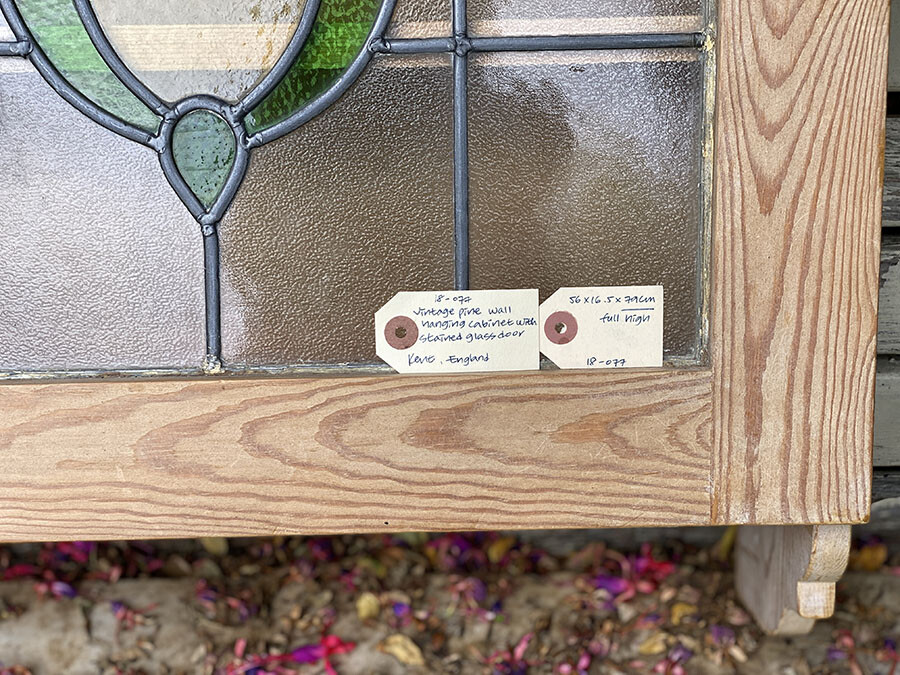 18-077
vintage pine wall
hanging cabinet with
stained glass door
Kent, England
56 x 16.5 x 79cm
full high
18-077